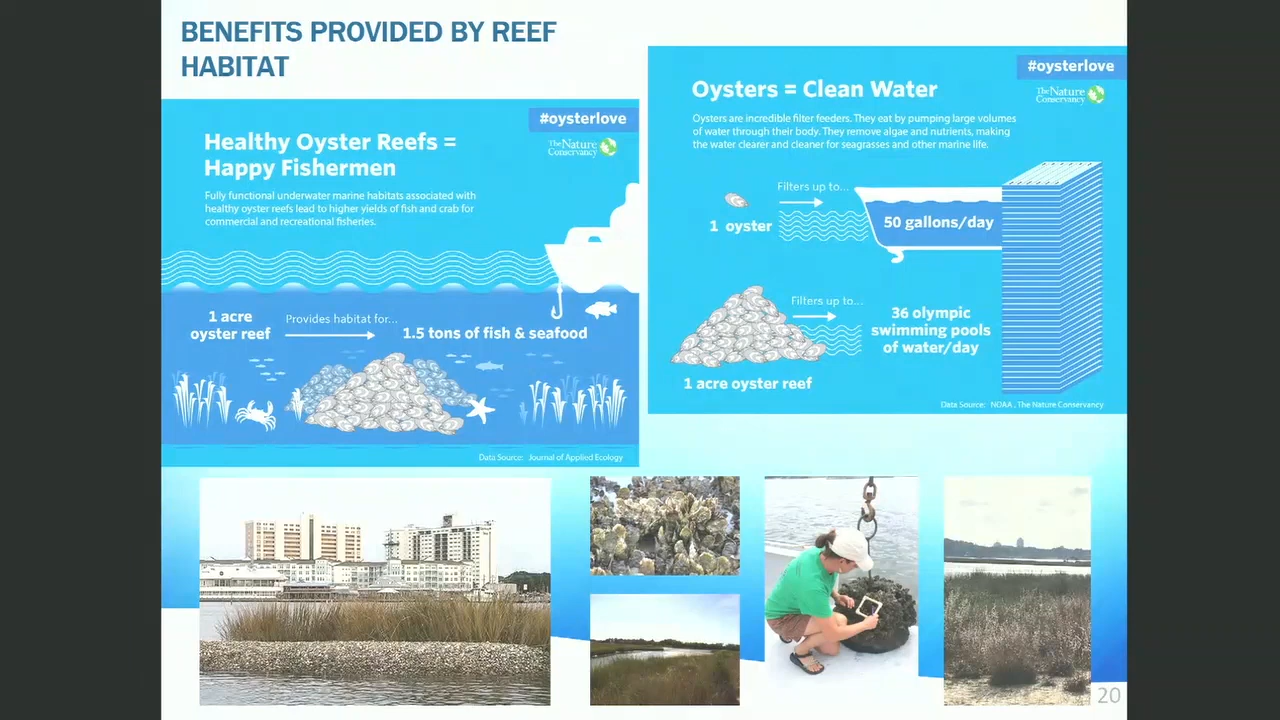 BENEFITS PROVIDED BY REEF
HABITAT
#oysterlove
Healthy Oyster Reefs =
Happy Fishermen
The Nature
Conservancy
Fully functional underwater marine habitats associated with
healthy oyster reefs lead to higher yields of fish and crab for
commercial and recreational fisheries.
1 acre
oyster reef
Provides habitat for...
1.5 tons of fish & seafood
Data Source: Journal of Applied Ecology
#oysterlove
Oysters = Clean Water
The Nature
Conservancy
Oysters are incredible filter feeders. They eat by pumping large volumes
of water through their body. They remove algae and nutrients, making
the water clearer and cleaner for seagrasses and other marine life.
1 oyster
Filters up to...
50 gallons/day
Filters up to...
36 olympic
swimming pools
of water/day
1 acre oyster reef
Data Source: NOAA , The Nature Conservancy
20